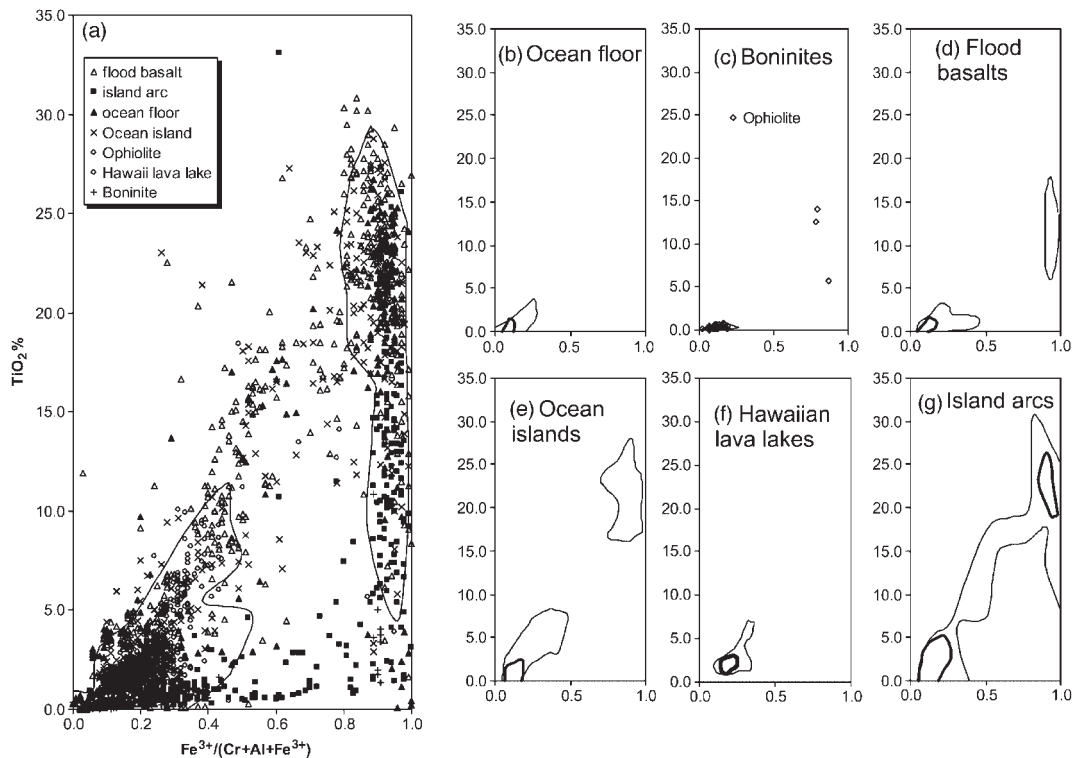 (a)
35.0
30.0
25.0
20.0
15.0
10.0
5.0
0.0
TiO2 %
flood basalt
island arc
ocean floor
Ocean island
Ophiolite
Hawaii lava lake
Boninite
0.0 0.2 0.4 0.6 0.8 1.0
Fe3+/(Cr+Al+Fe3+)
(b) Ocean floor
35.0
30.0
25.0
20.0
15.0
10.0
5.0
0.0
0.0 0.5 1.0
(c) Boninites
Ophiolite
35.0
30.0
25.0
20.0
15.0
10.0
5.0
0.0
0.0 0.5 1.0
(d) Flood
basalts
35.0
30.0
25.0
20.0
15.0
10.0
5.0
0.0
0.0 0.5 1.0
(e) Ocean
islands
35.0
30.0
25.0
20.0
15.0
10.0
5.0
0.0
0.0 0.5 1.0
(f) Hawaiian
lava lakes
35.0
30.0
25.0
20.0
15.0
10.0
5.0
0.0
0.0 0.5 1.0
(g) Island arcs
35.0
30.0
25.0
20.0
15.0
10.0
5.0
0.0
0.0 0.5 1.0